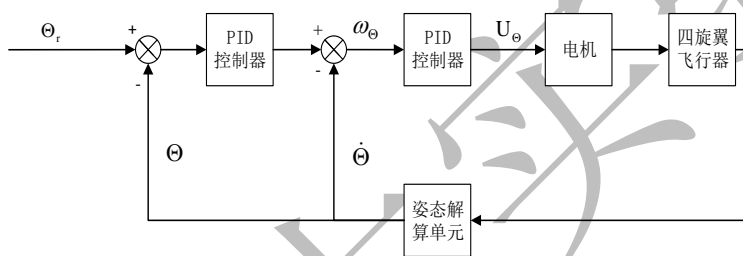 Θr
+
-
PID
控制器
+
-
ωΘ
PID
控制器
UΘ
电机
四旋翼
飞行器
Θ
Θ̇
姿态解
算单元